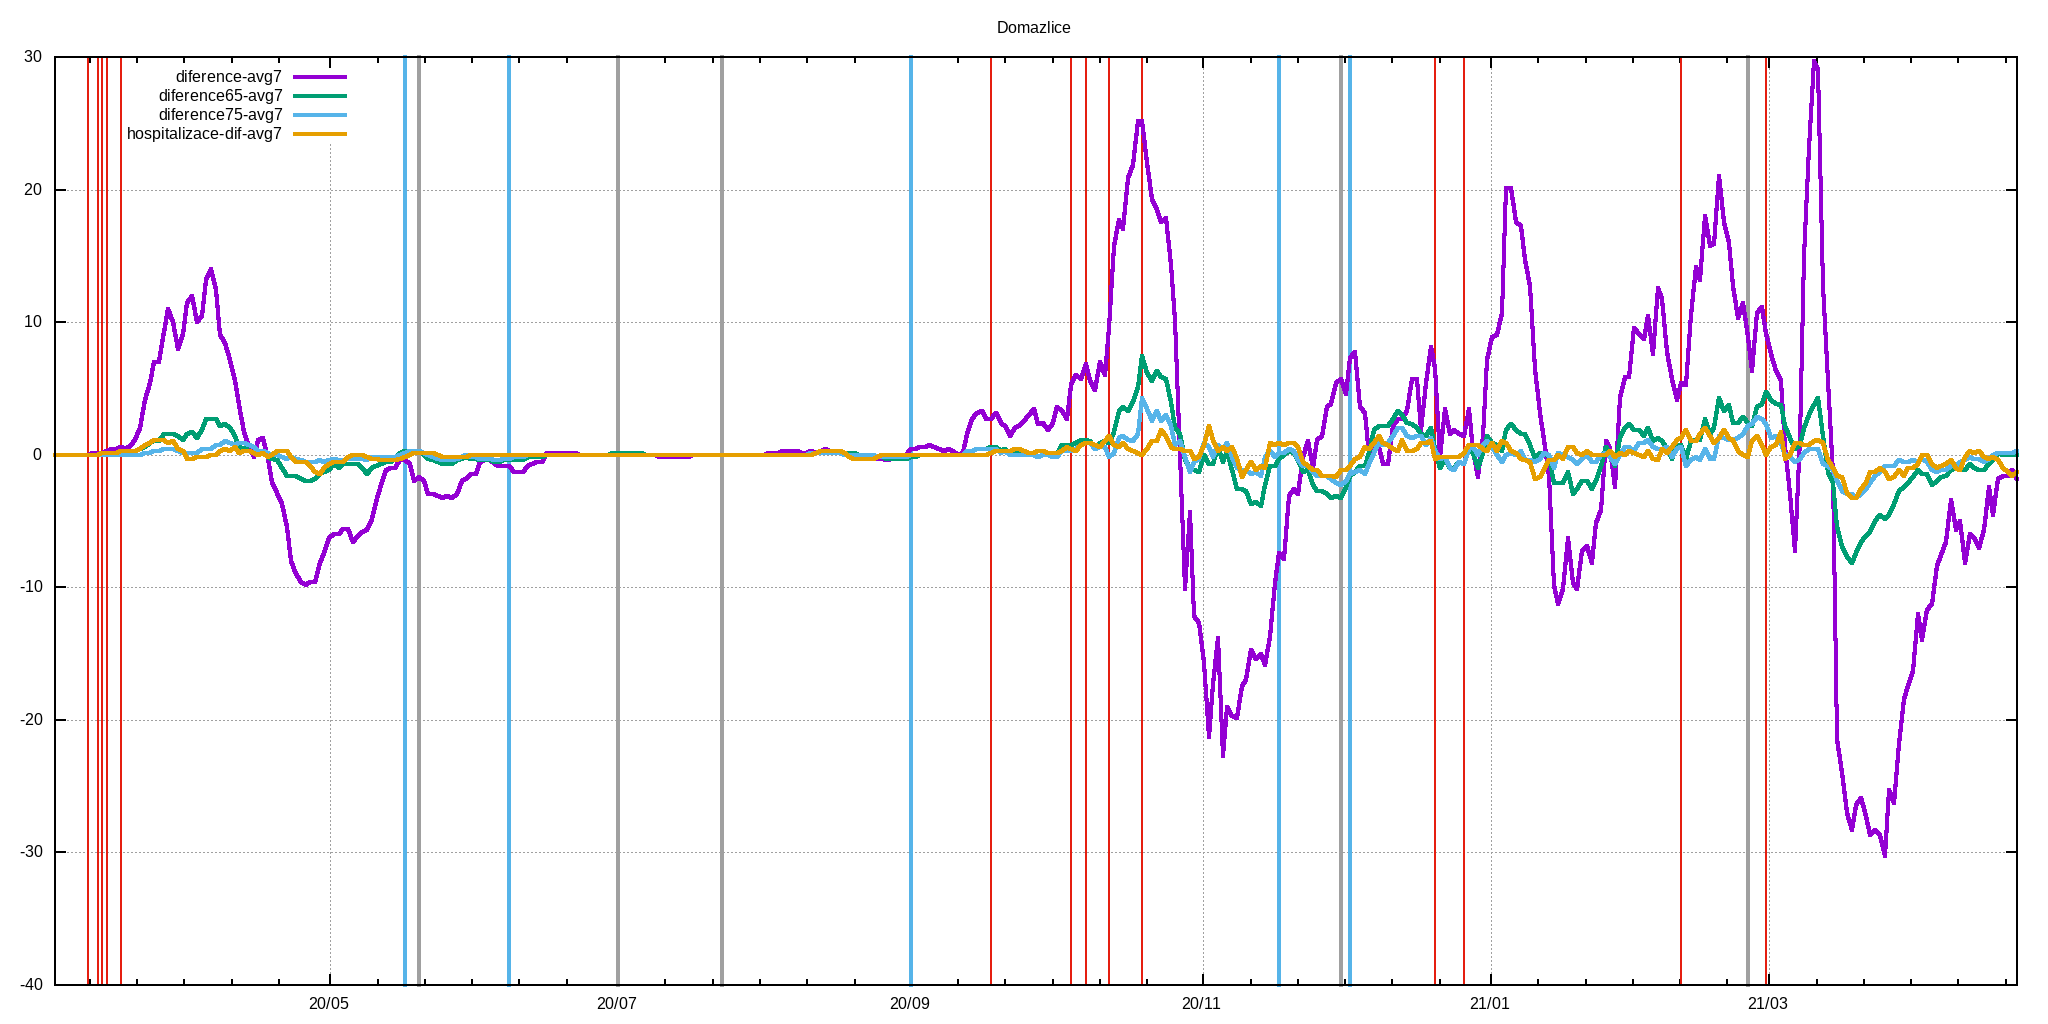 Domazlice
diference-avg7
diference65-avg7
diference75-avg7
hospitalizace-dif-avg7
30
20
10
0
-10
-20
-30
-40
20/05 20/07 20/09 20/11 21/01 21/03